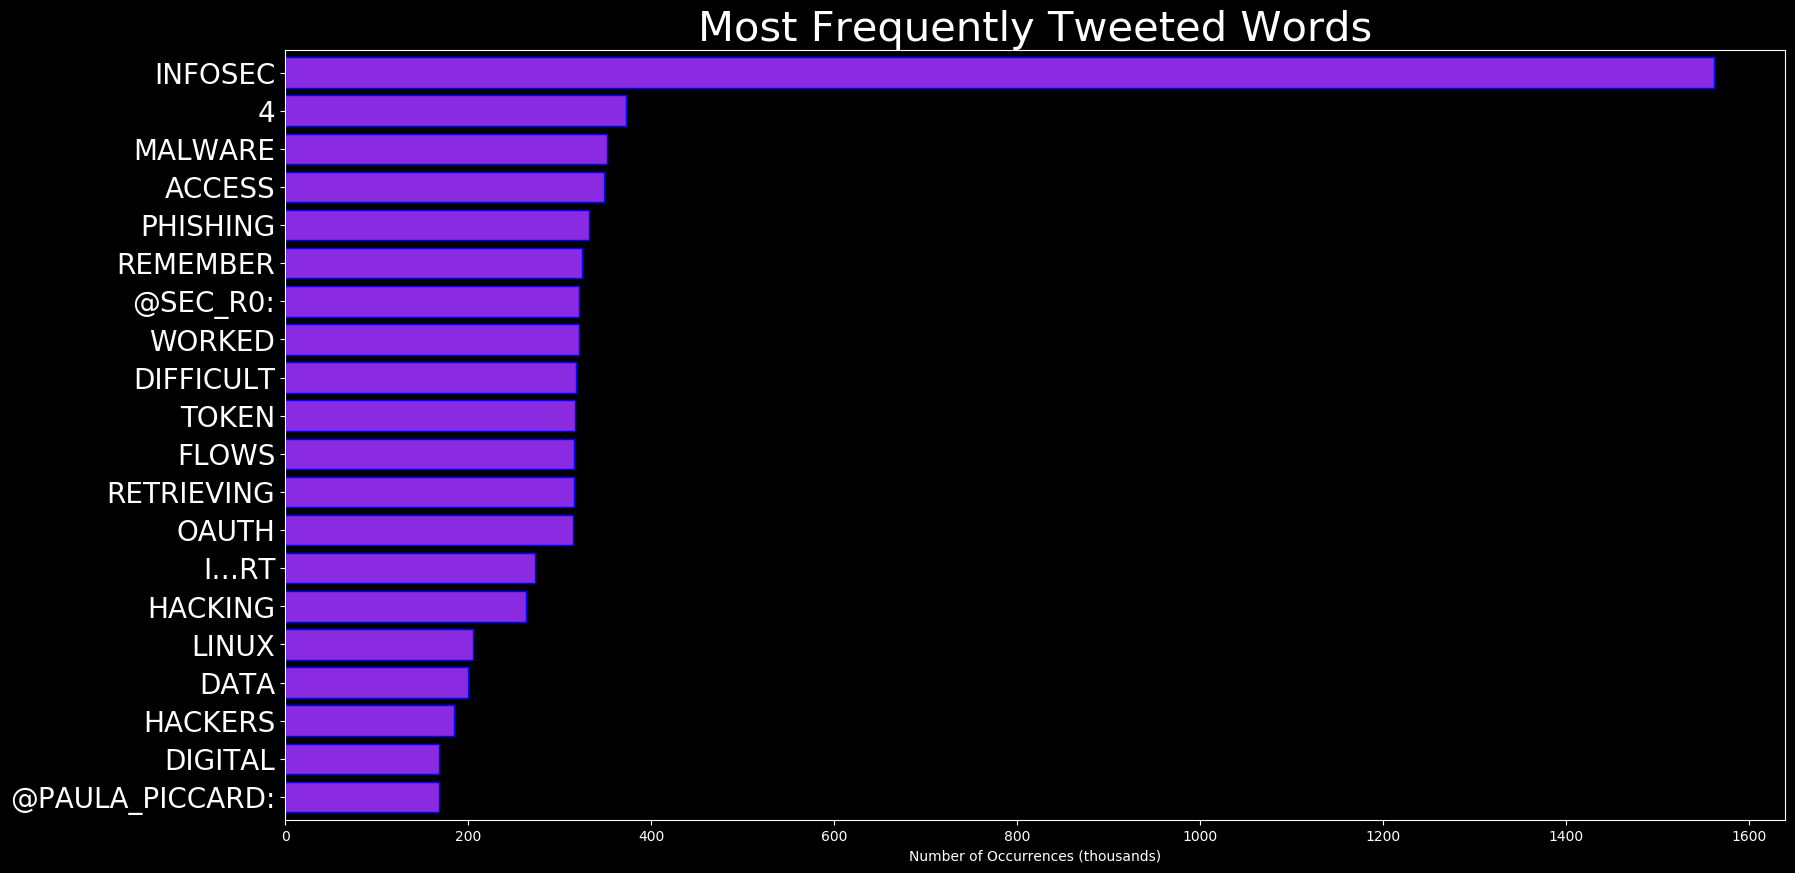 Most Frequently Tweeted Words
INFOSEC
4
MALWARE
ACCESS
PHISHING
REMEMBER
@SEC_R0:
WORKED
DIFFICULT
TOKEN
FLOWS
RETRIEVING
OAUTH
I...RT
HACKING
LINUX
DATA
HACKERS
DIGITAL
@PAULA_PICCARD:
0 200 400 600 800 1000 1200 1400 1600
Number of Occurrences (thousands)